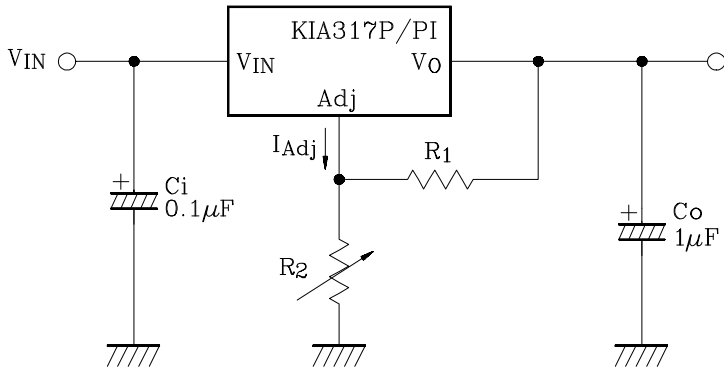 KIA317P/PI
VIN
VIN
VO
Adj
IAdj
R1
+
Ci
0.1μF
R2
+
Co
1μF